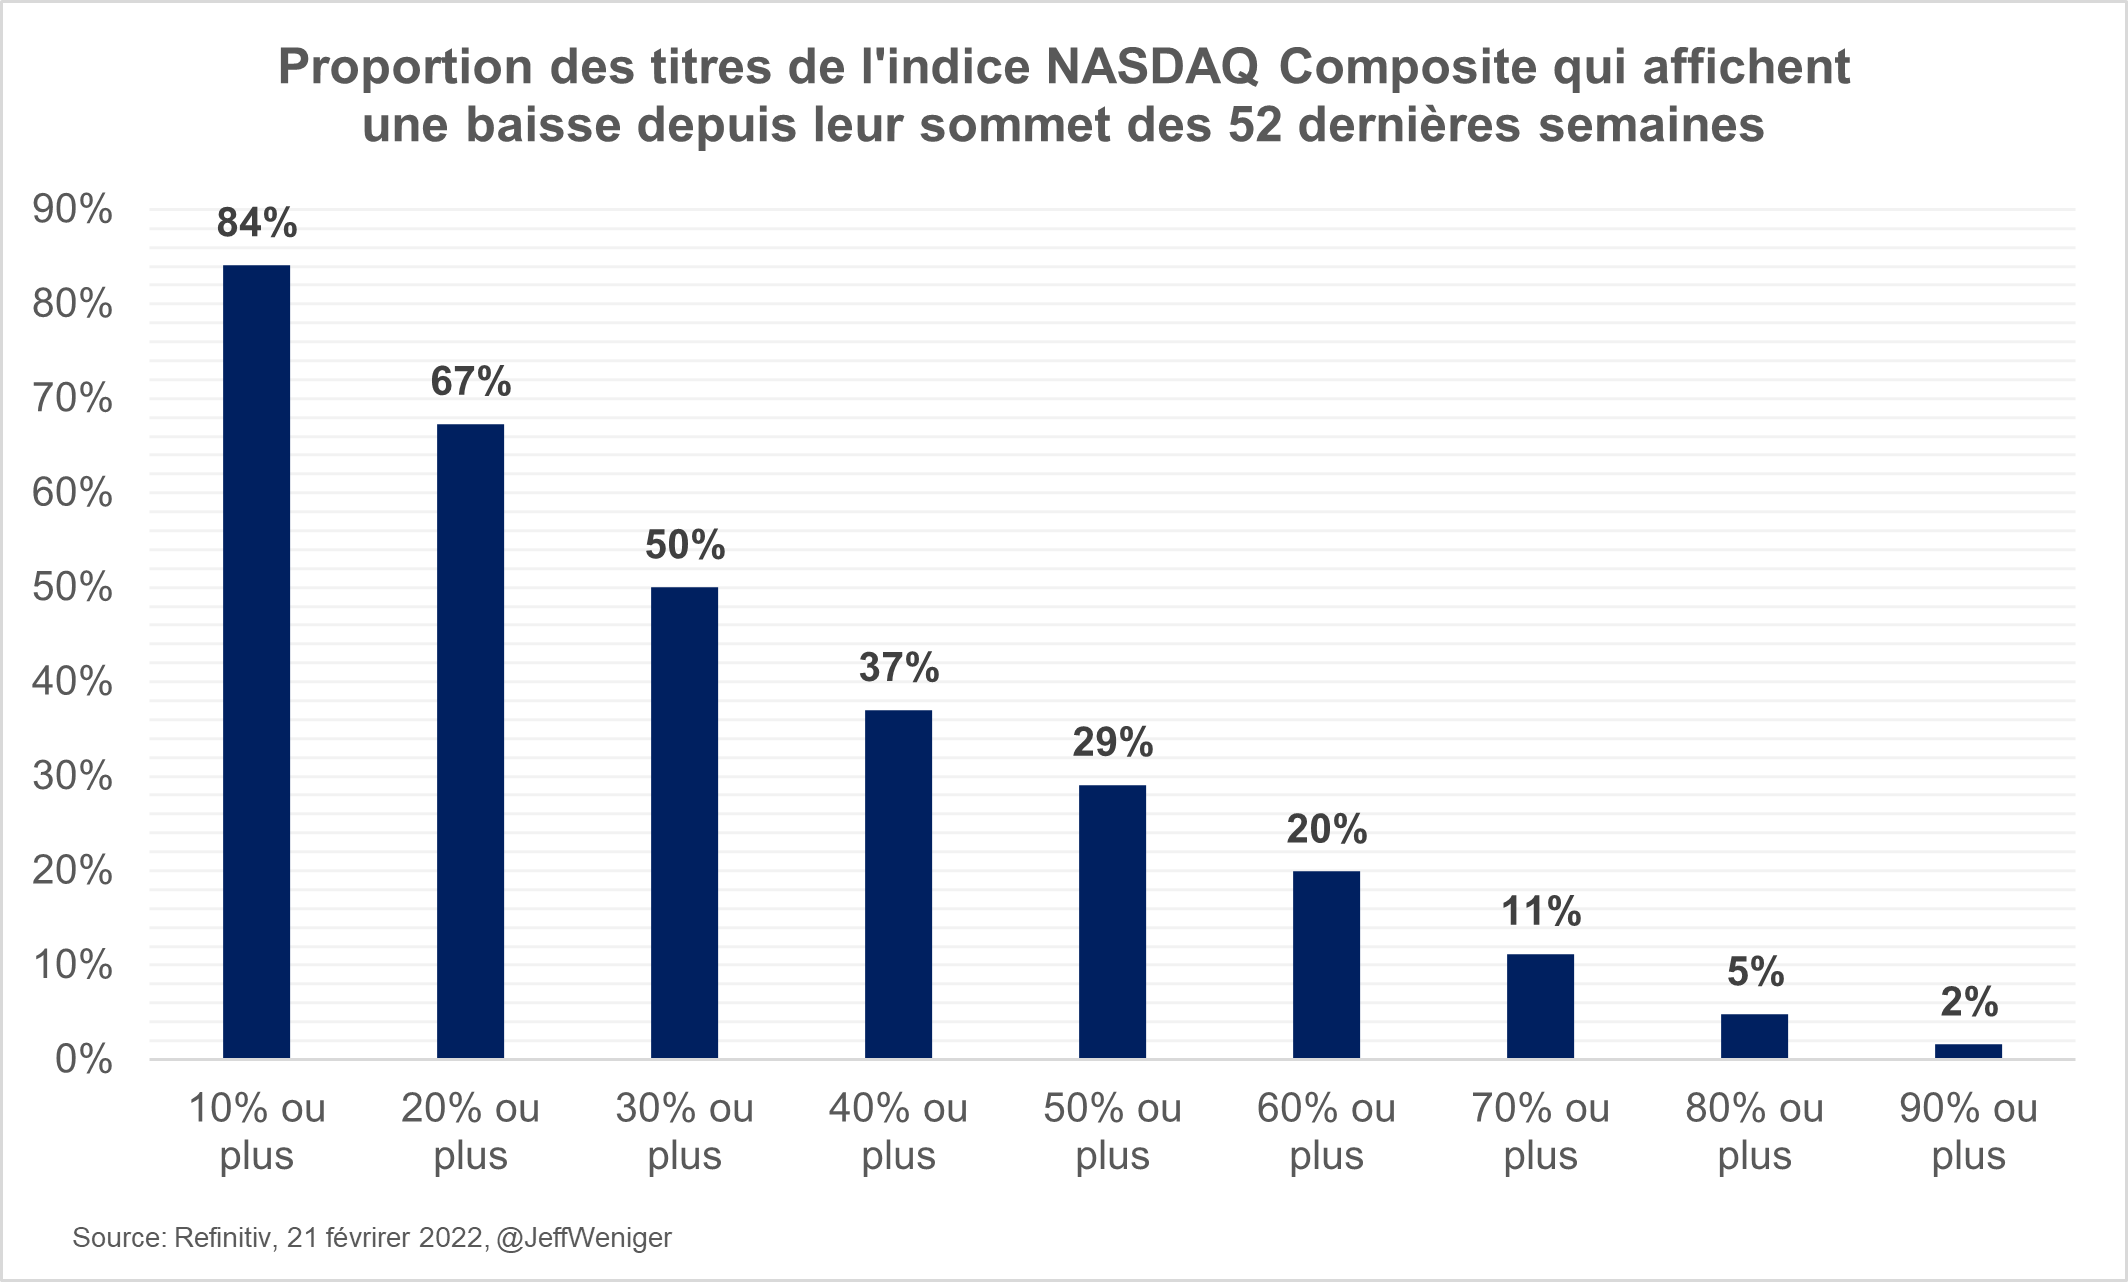 Proportion des titres de l'indice NASDAQ Composite qui affichent
une baisse depuis leur sommet des 52 dernières semaines
90%
80%
70%
60%
50%
40%
30%
20%
10%
0%
84%
67%
50%
37%
29%
20%
11%
5%
2%
10% ou
plus
20% ou
plus
30% ou
plus
40% ou
plus
50% ou
plus
60% ou
plus
70% ou
plus
80% ou
plus
90% ou
plus
Source: Refinitiv, 21 févrirer 2022, @JeffWeniger